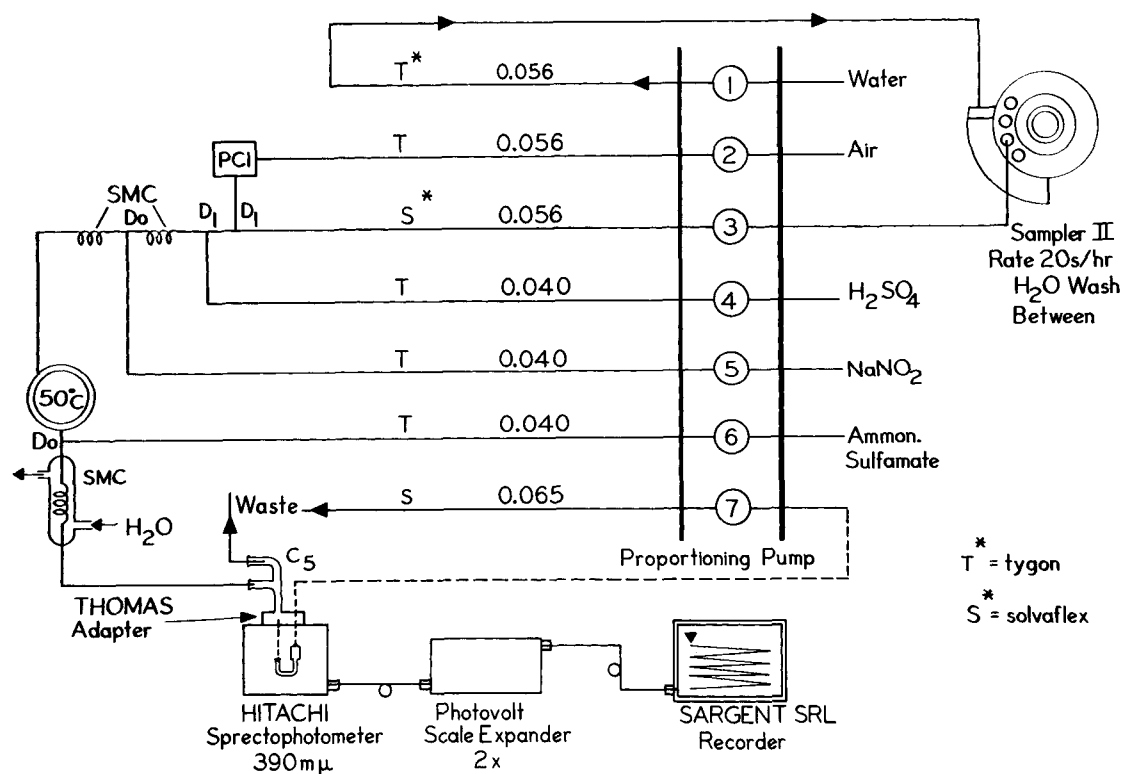 T* 0.056 1 Water
PCI T 0.056 2 Air
SMC
Do D1 D1 S* 0.056 3
Sampler II
Rate 20s/hr
H2O Wash
Between
T 0.040 4 H2SO4
T 0.040 5 NaNO2
50°C
Do T 0.040 6 Ammon.
Sulfamate
SMC
Waste S 0.065 7
H2O
C5
Proportioning Pump
T* = tygon
S* = solvaflex
THOMAS
Adapter
HITACHI
Sprectophotometer
390mμ
Photovolt
Scale Expander
2x
SARGENT SRL
Recorder